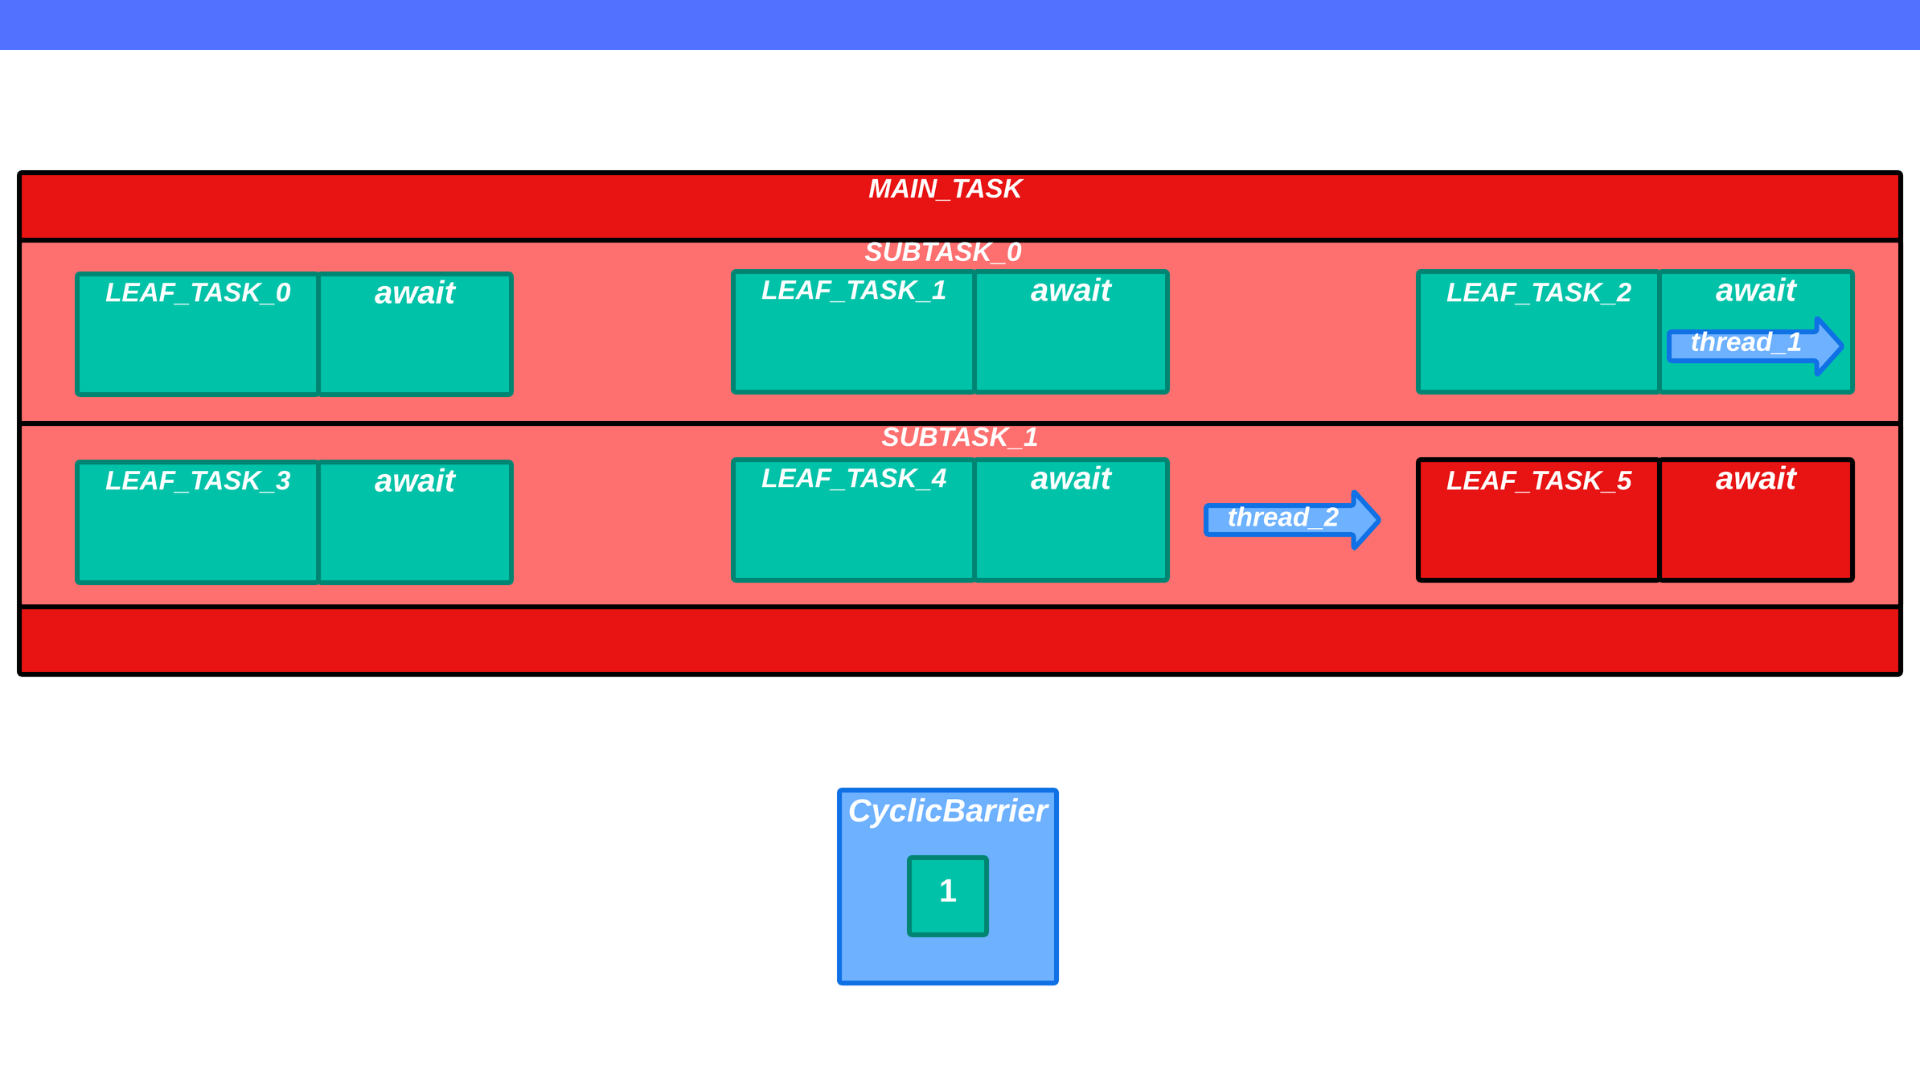 MAIN_TASK
SUBTASK_0
LEAF_TASK_0 await
LEAF_TASK_1 await
LEAF_TASK_2 await
thread_1
SUBTASK_1
LEAF_TASK_3 await
LEAF_TASK_4 await
thread_2
LEAF_TASK_5 await
CyclicBarrier
1